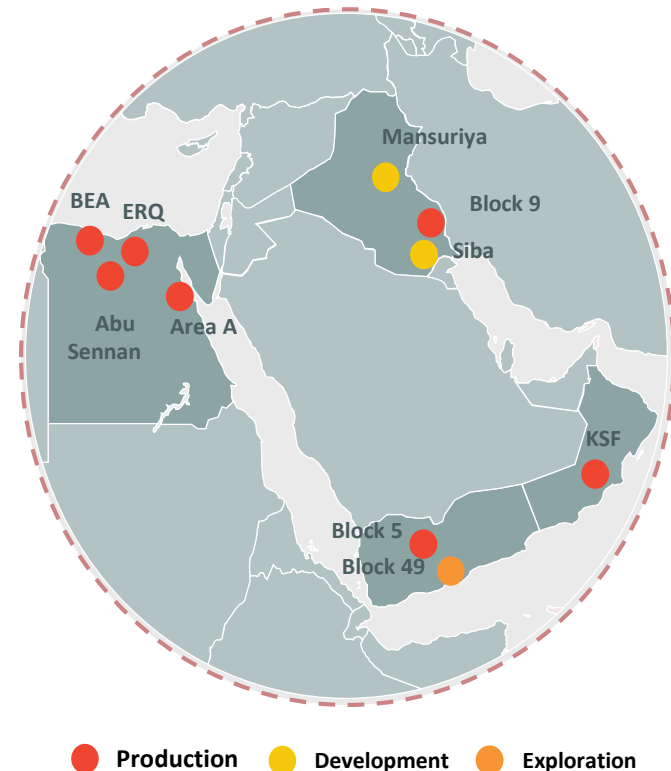 Mansuriya
BEA
ERQ
Block 9
Siba
Abu
Sennan
Area A
KSF
Block 5
Block 49
Production
Development
Exploration